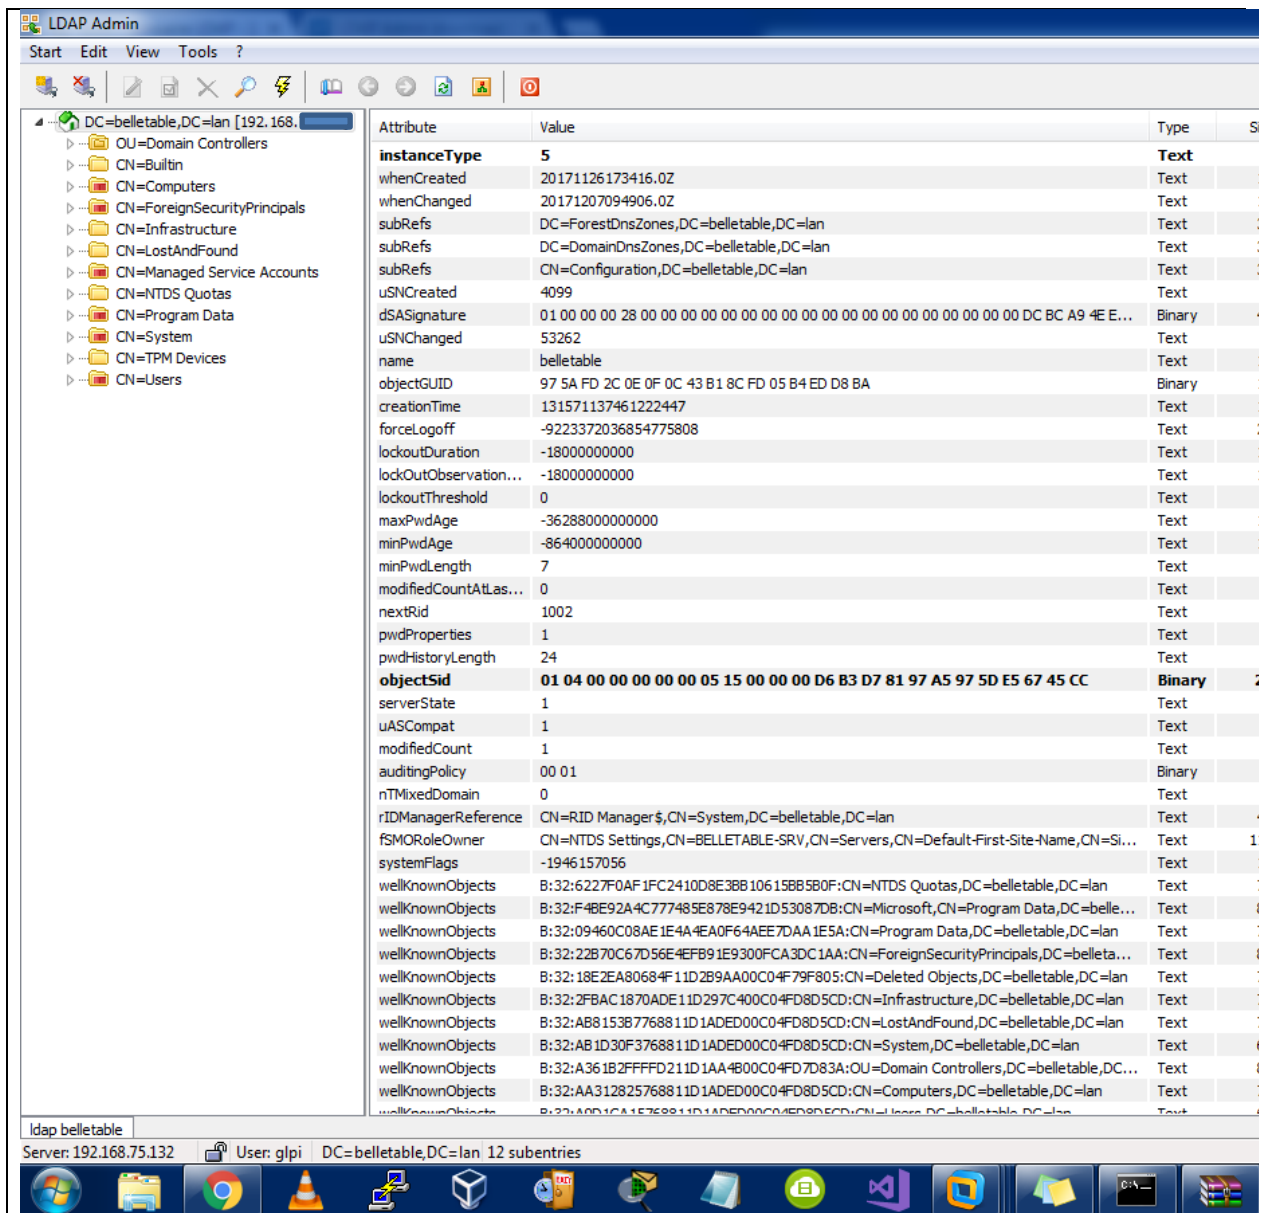 LDAP Admin
Start Edit View Tools ?
DC=belletable,DC=lan [192.168.
OU=Domain Controllers
CN=Builtin
CN=Computers
CN=ForeignSecurityPrincipals
CN=Infrastructure
CN=LostAndFound
CN=Managed Service Accounts
CN=NTDS Quotas
CN=Program Data
CN=System
CN=TPM Devices
CN=Users
Attribute Value Type
instanceType 5 Text
whenCreated 20171126173416.0Z Text
whenChanged 20171207094906.0Z Text
subRefs DC=ForestDnsZones,DC=belletable,DC=lan Text
subRefs DC=DomainDnsZones,DC=belletable,DC=lan Text
subRefs CN=Configuration,DC=belletable,DC=lan Text
uSNCreated 4099 Text
dSASignature 01 00 00 00 28 00 00 00 00 00 00 00 00 00 00 00 00 00 00 00 00 00 00 00 DC BC A9 4E E... Binary
uSNChanged 53262 Text
name belletable Text
objectGUID 97 5A FD 2C 0E 0F 0C 43 B1 8C FD 05 B4 ED D8 BA Binary
creationTime 131571137461222447 Text
forceLogoff -9223372036854775808 Text
lockoutDuration -18000000000 Text
lockOutObservation... -18000000000 Text
lockoutThreshold 0 Text
maxPwdAge -36288000000000 Text
minPwdAge -864000000000 Text
minPwdLength 7 Text
modifiedCountAtLas... 0 Text
nextRid 1002 Text
pwdProperties 1 Text
pwdHistoryLength 24 Text
objectSid 01 04 00 00 00 00 00 05 15 00 00 00 D6 B3 D7 81 97 A5 97 5D E5 67 45 CC Binary
serverState 1 Text
uASCompat 1 Text
modifiedCount 1 Text
auditingPolicy 00 01 Binary
nTMixedDomain 0 Text
rIDManagerReference CN=RID Manager$,CN=System,DC=belletable,DC=lan Text
fSMORoleOwner CN=NTDS Settings,CN=BELLETABLE-SRV,CN=Servers,CN=Default-First-Site-Name,CN=Si... Text
systemFlags -1946157056 Text
wellKnownObjects B:32:6227F0AF1FC2410D8E3BB10615BB5B0F:CN=NTDS Quotas,DC=belletable,DC=lan Text
wellKnownObjects B:32:F4BE92A4C777485E878E9421D53087DB:CN=Microsoft,CN=Program Data,DC=belle... Text
wellKnownObjects B:32:09460C08AE1E4A4EA0F64AEE7DAA1E5A:CN=Program Data,DC=belletable,DC=lan Text
wellKnownObjects B:32:22B70C67D56E4EFB91E9300FCA3DC1AA:CN=ForeignSecurityPrincipals,DC=belleta... Text
wellKnownObjects B:32:18E2EA80684F11D2B9AA00C04F79F805:CN=Deleted Objects,DC=belletable,DC=lan Text
wellKnownObjects B:32:2FBAC1870ADE11D297C400C04FD8D5CD:CN=Infrastructure,DC=belletable,DC=lan Text
wellKnownObjects B:32:AB8153B7768811D1ADED00C04FD8D5CD:CN=LostAndFound,DC=belletable,DC=lan Text
wellKnownObjects B:32:AB1D30F3768811D1ADED00C04FD8D5CD:CN=System,DC=belletable,DC=lan Text
wellKnownObjects B:32:A361B2FFFFD211D1AA4B00C04FD7D83A:OU=Domain Controllers,DC=belletable,DC... Text
wellKnownObjects B:32:AA312825768811D1ADED00C04FD8D5CD:CN=Computers,DC=belletable,DC=lan Text
wellKnownObjects B:32:A9D1CA15768811D1ADED00C04FD8D5CD:CN=Users,DC=belletable,DC=lan Text
ldap belletable
Server: 192.168.75.132 User: glpi DC=belletable,DC=lan 12 subentries